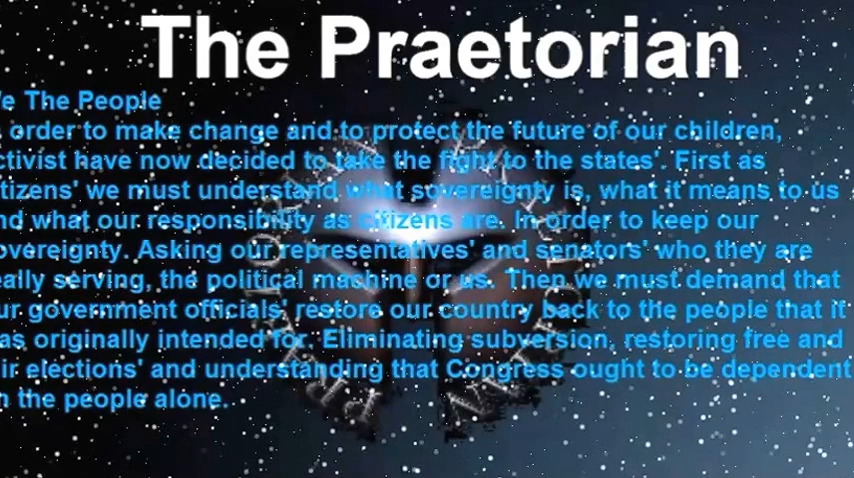 The Praetorian
e The People
order to make change and to protect the future of our children,
ctivist have now decided to take the fight to the states'. First as
tizens' we must understand what sovereignty is, what it means to us
nd what our responsibility as citizens are. In order to keep our
overeignty. Asking our representatives' and senators' who they are
eally serving, the political machine or us. Then we must demand that
ur government officials' restore our country back to the people that it
as originally intended for. Eliminating subversion, restoring free and
ir elections' and understanding that Congress ought to be dependent
n the people alone.